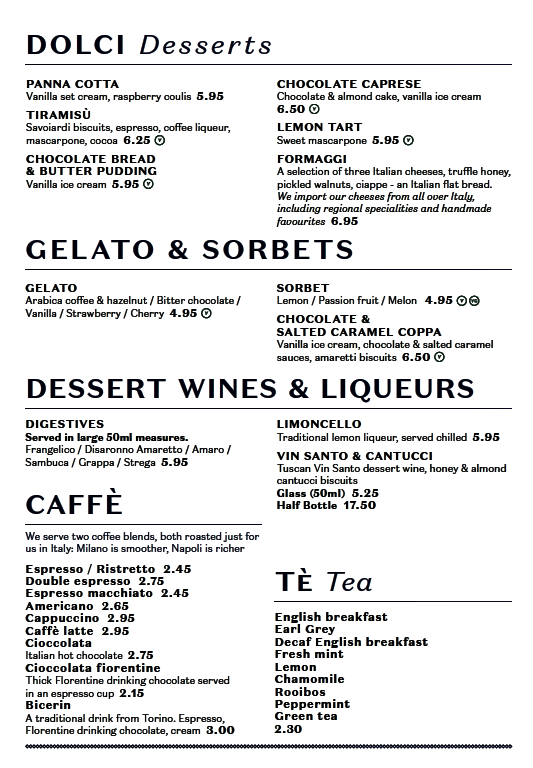 DOLCI Desserts
PANNA COTTA
Vanilla set cream, raspberry coulis 5.95
TIRAMISÙ
Savoiardi biscuits, espresso, coffee liqueur,
mascarpone, cocoa 6.25 V
CHOCOLATE BREAD
& BUTTER PUDDING
Vanilla ice cream 5.95 V
CHOCOLATE CAPRESE
Chocolate & almond cake, vanilla ice cream
6.50 V
LEMON TART
Sweet mascarpone 5.95 V
FORMAGGI
A selection of three Italian cheeses, truffle honey,
pickled walnuts, ciappe - an Italian flat bread.
We import our cheeses from all over Italy,
including regional specialities and handmade
favourites 6.95
GELATO & SORBETS
GELATO
Arabica coffee & hazelnut / Bitter chocolate /
Vanilla / Strawberry / Cherry 4.95 V
SORBET
Lemon / Passion fruit / Melon 4.95 V VG
CHOCOLATE &
SALTED CARAMEL COPPA
Vanilla ice cream, chocolate & salted caramel
sauces, amaretti biscuits 6.50 V
DESSERT WINES & LIQUEURS
DIGESTIVES
Served in large 50ml measures.
Frangelico / Disaronno Amaretto / Amaro /
Sambuca / Grappa / Strega 5.95
LIMONCELLO
Traditional lemon liqueur, served chilled 5.95
VIN SANTO & CANTUCCI
Tuscan Vin Santo dessert wine, honey & almond
cantucci biscuits
Glass (50ml) 5.25
Half Bottle 17.50
CAFFÈ
We serve two coffee blends, both roasted just for
us in Italy: Milano is smoother, Napoli is richer
Espresso / Ristretto 2.45
Double espresso 2.75
Espresso macchiato 2.45
Americano 2.65
Cappuccino 2.95
Caffè latte 2.95
Cioccolata
Italian hot chocolate 2.75
Cioccolata fiorentine
Thick Florentine drinking chocolate served
in an espresso cup 2.15
Bicerin
A traditional drink from Torino. Espresso,
Florentine drinking chocolate, cream 3.00
TÈ Tea
English breakfast
Earl Grey
Decaf English breakfast
Fresh mint
Lemon
Chamomile
Rooibos
Peppermint
Green tea
2.30